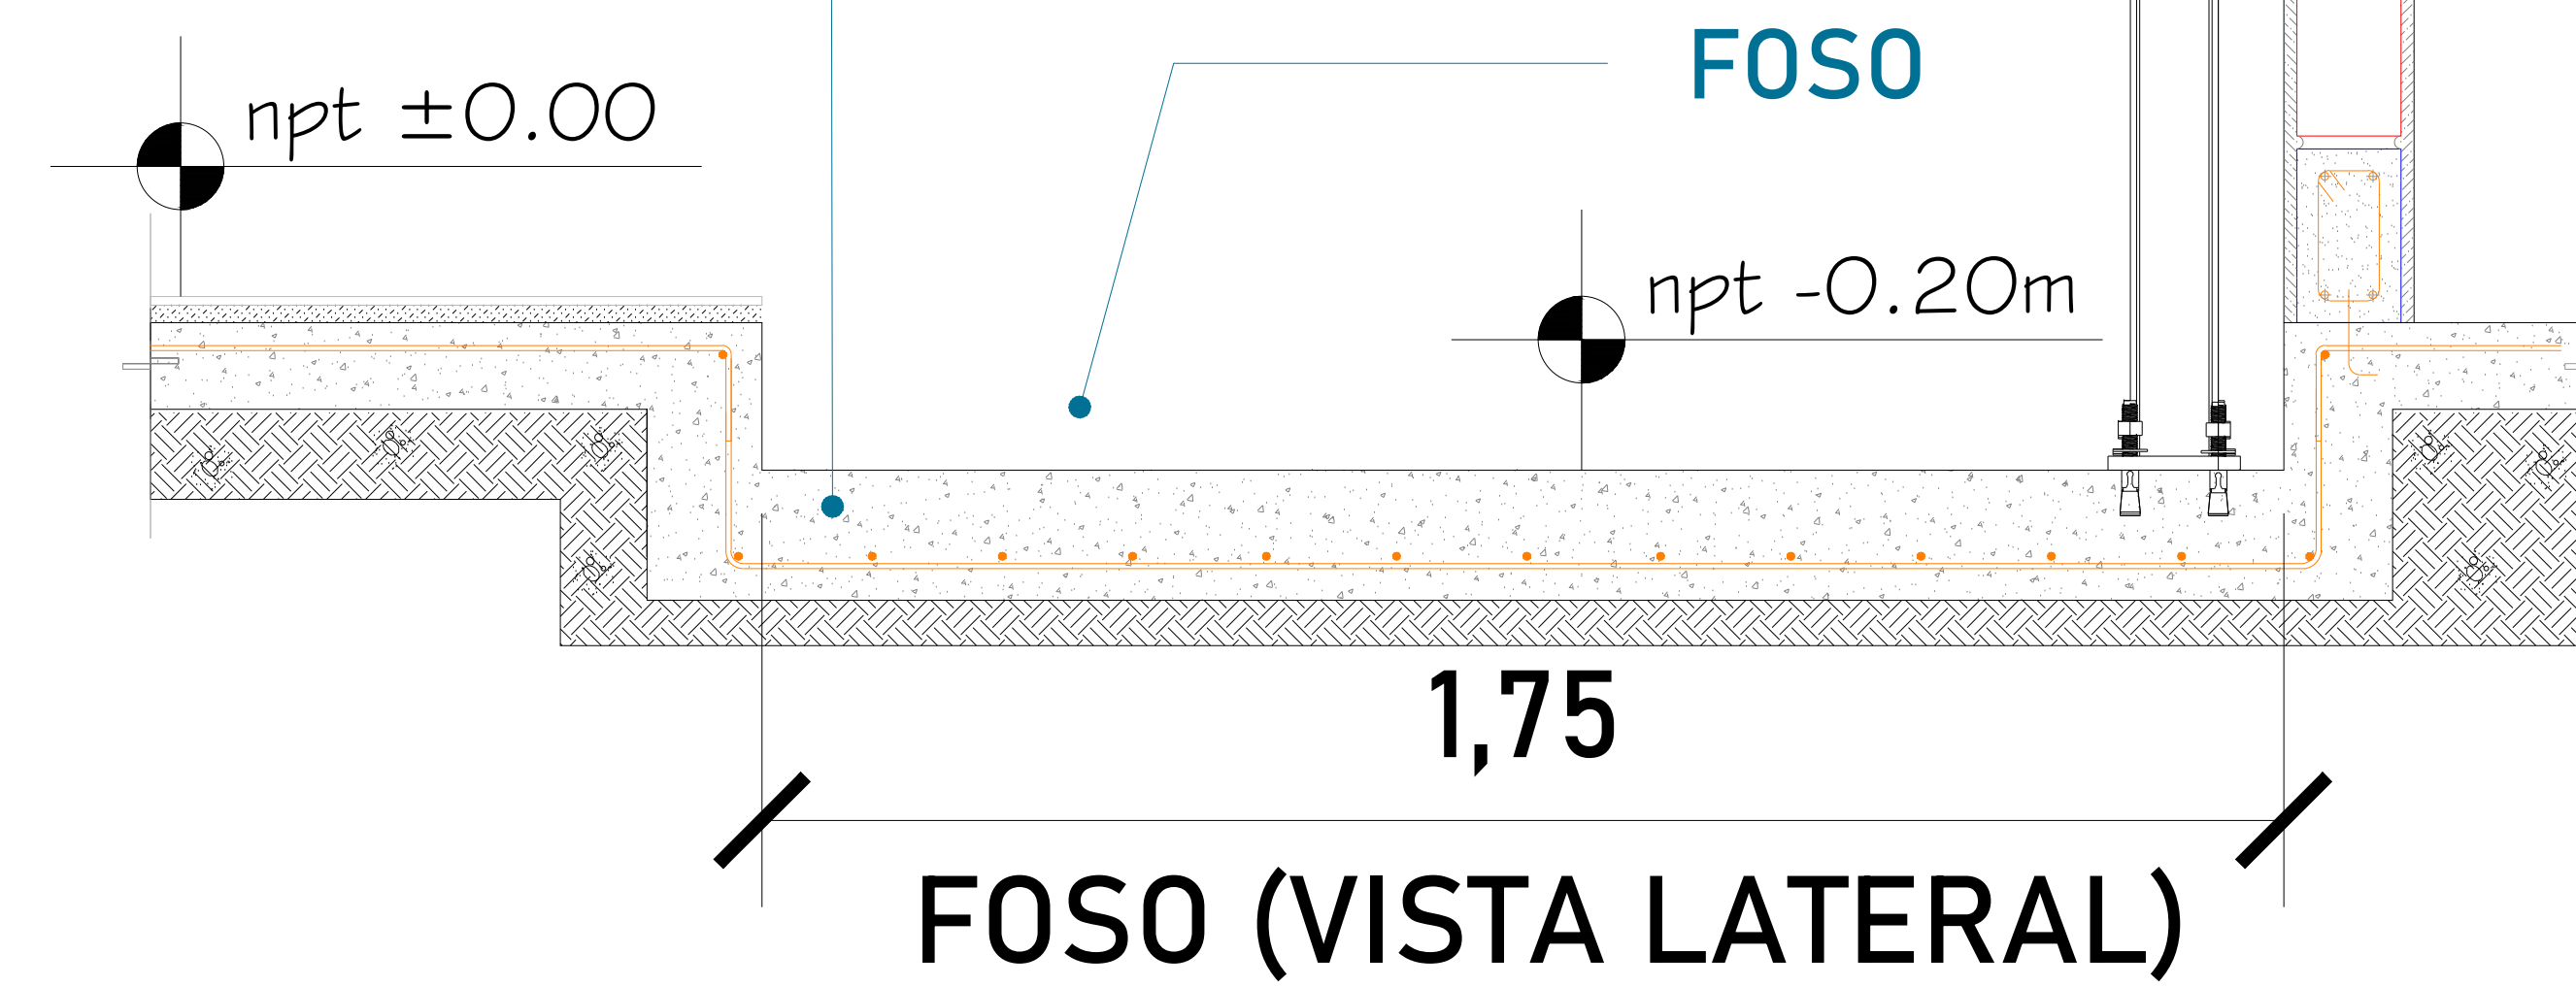 FOSO
npt ±0.00
npt -0.20m
1,75
FOSO (VISTA LATERAL)